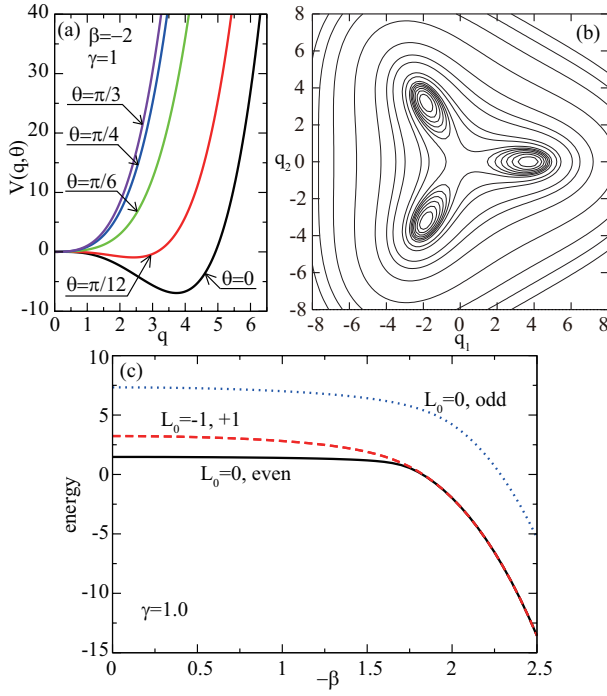 (a)
β=−2
γ=1
θ=π/3
θ=π/4
θ=π/6
θ=π/12
θ=0
V(q,θ)
40
30
20
10
0
-10
0 1 2 3 4 5 6
q
(b)
8
6
4
2
q₂ 0
-2
-4
-6
-8
-8 -6 -4 -2 0 2 4 6 8
q₁
(c)
L₀=0, odd
L₀=-1, +1
L₀=0, even
γ=1.0
energy
10
5
0
-5
-10
-15
0 0.5 1 1.5 2 2.5
−β